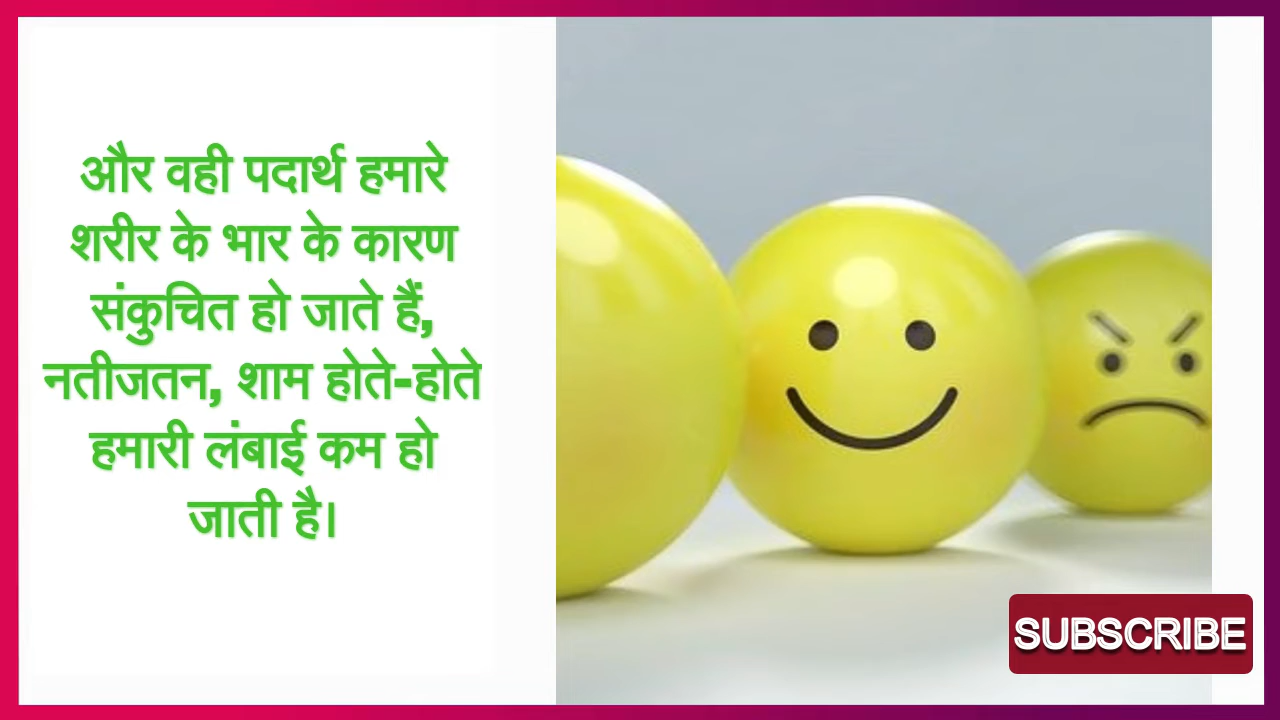 और वही पदार्थ हमारे
शरीर के भार के कारण
संकुचित हो जाते हैं,
नतीजतन, शाम होते-होते
हमारी लंबाई कम हो
जाती है।
SUBSCRIBE